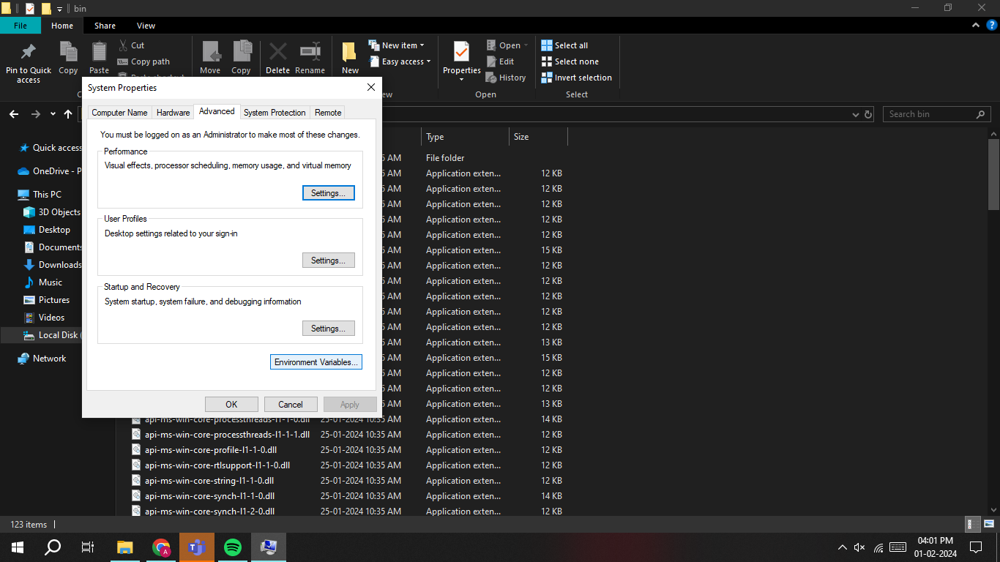 bin
File
Home
Share
View
Pin to Quick access
Copy
Paste
Cut
Copy path
Move
Copy
Delete
Rename
New
New item
Easy access
Properties
Open
Edit
History
Open
Select all
Select none
Invert selection
Select
Search bin
Quick access
OneDrive - P
This PC
3D Objects
Desktop
Documents
Downloads
Music
Pictures
Videos
Local Disk (
Network
System Properties
Computer Name
Hardware
Advanced
System Protection
Remote
You must be logged on as an Administrator to make most of these changes.
Performance
Visual effects, processor scheduling, memory usage, and virtual memory
Settings...
User Profiles
Desktop settings related to your sign-in
Settings...
Startup and Recovery
System startup, system failure, and debugging information
Settings...
Environment Variables...
OK
Cancel
Apply
Type Size
AM File folder
AM Application exten... 12 KB
AM Application exten... 12 KB
AM Application exten... 12 KB
AM Application exten... 12 KB
AM Application exten... 12 KB
AM Application exten... 15 KB
AM Application exten... 12 KB
AM Application exten... 12 KB
AM Application exten... 12 KB
AM Application exten... 12 KB
AM Application exten... 12 KB
AM Application exten... 13 KB
AM Application exten... 15 KB
AM Application exten... 12 KB
AM Application exten... 12 KB
AM Application exten... 13 KB
api-ms-win-core-processthreads-l1-1-0.dll 25-01-2024 10:35 AM Application exten... 14 KB
api-ms-win-core-processthreads-l1-1-1.dll 25-01-2024 10:35 AM Application exten... 12 KB
api-ms-win-core-profile-l1-1-0.dll 25-01-2024 10:35 AM Application exten... 12 KB
api-ms-win-core-rtlsupport-l1-1-0.dll 25-01-2024 10:35 AM Application exten... 12 KB
api-ms-win-core-string-l1-1-0.dll 25-01-2024 10:35 AM Application exten... 12 KB
api-ms-win-core-synch-l1-1-0.dll 25-01-2024 10:35 AM Application exten... 14 KB
api-ms-win-core-synch-l1-2-0.dll 25-01-2024 10:35 AM Application exten... 12 KB
123 items
04:01 PM
01-02-2024